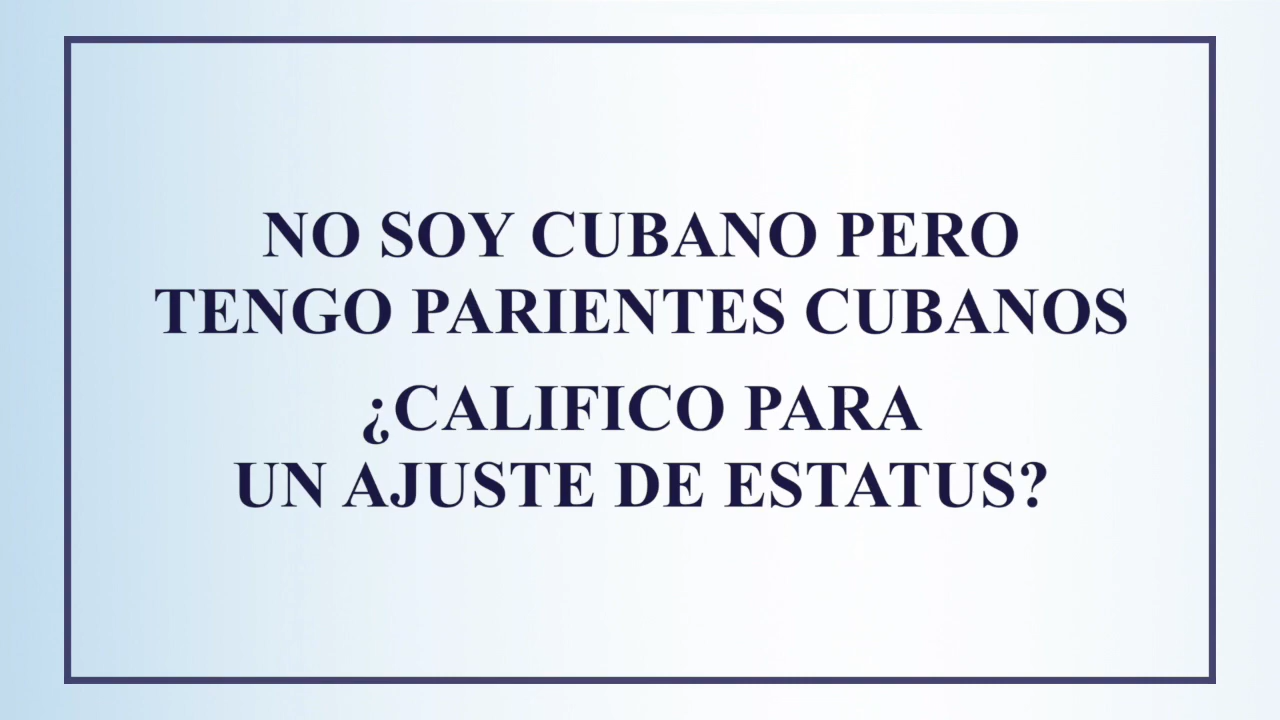 NO SOY CUBANO PERO
TENGO PARIENTES CUBANOS
¿CALIFICO PARA
UN AJUSTE DE ESTATUS?